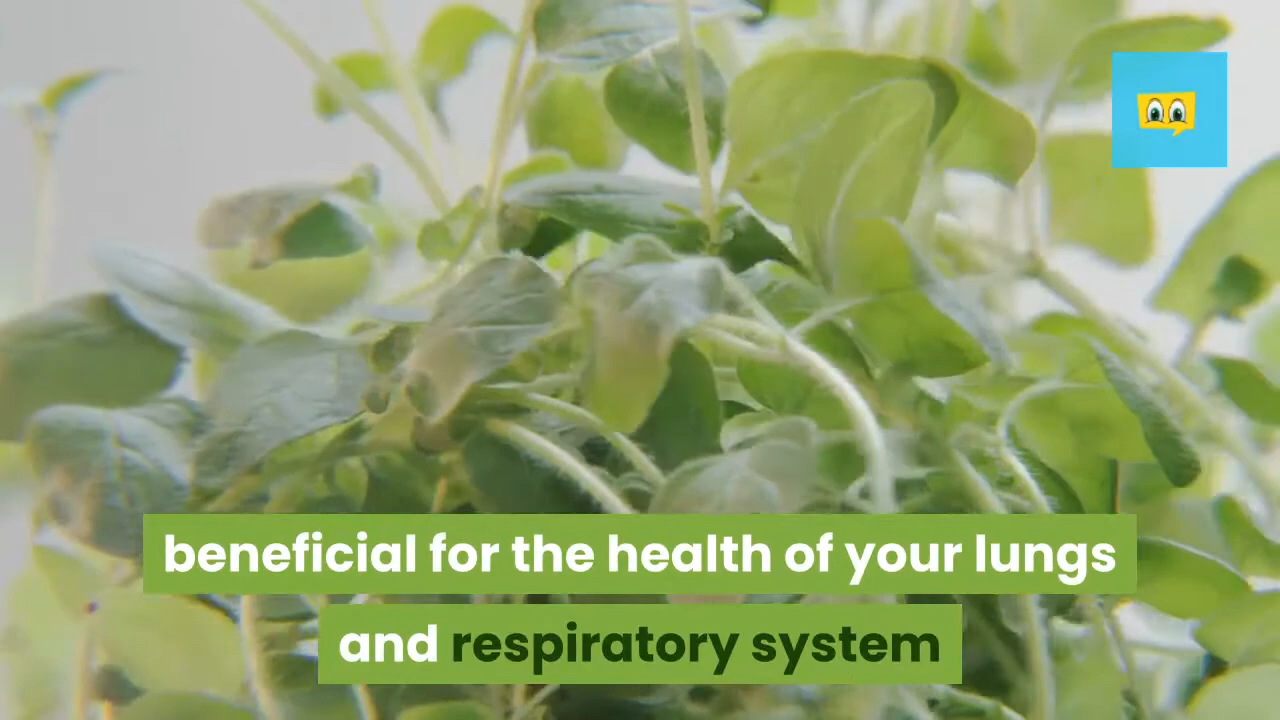 beneficial for the health of your lungs
and respiratory system